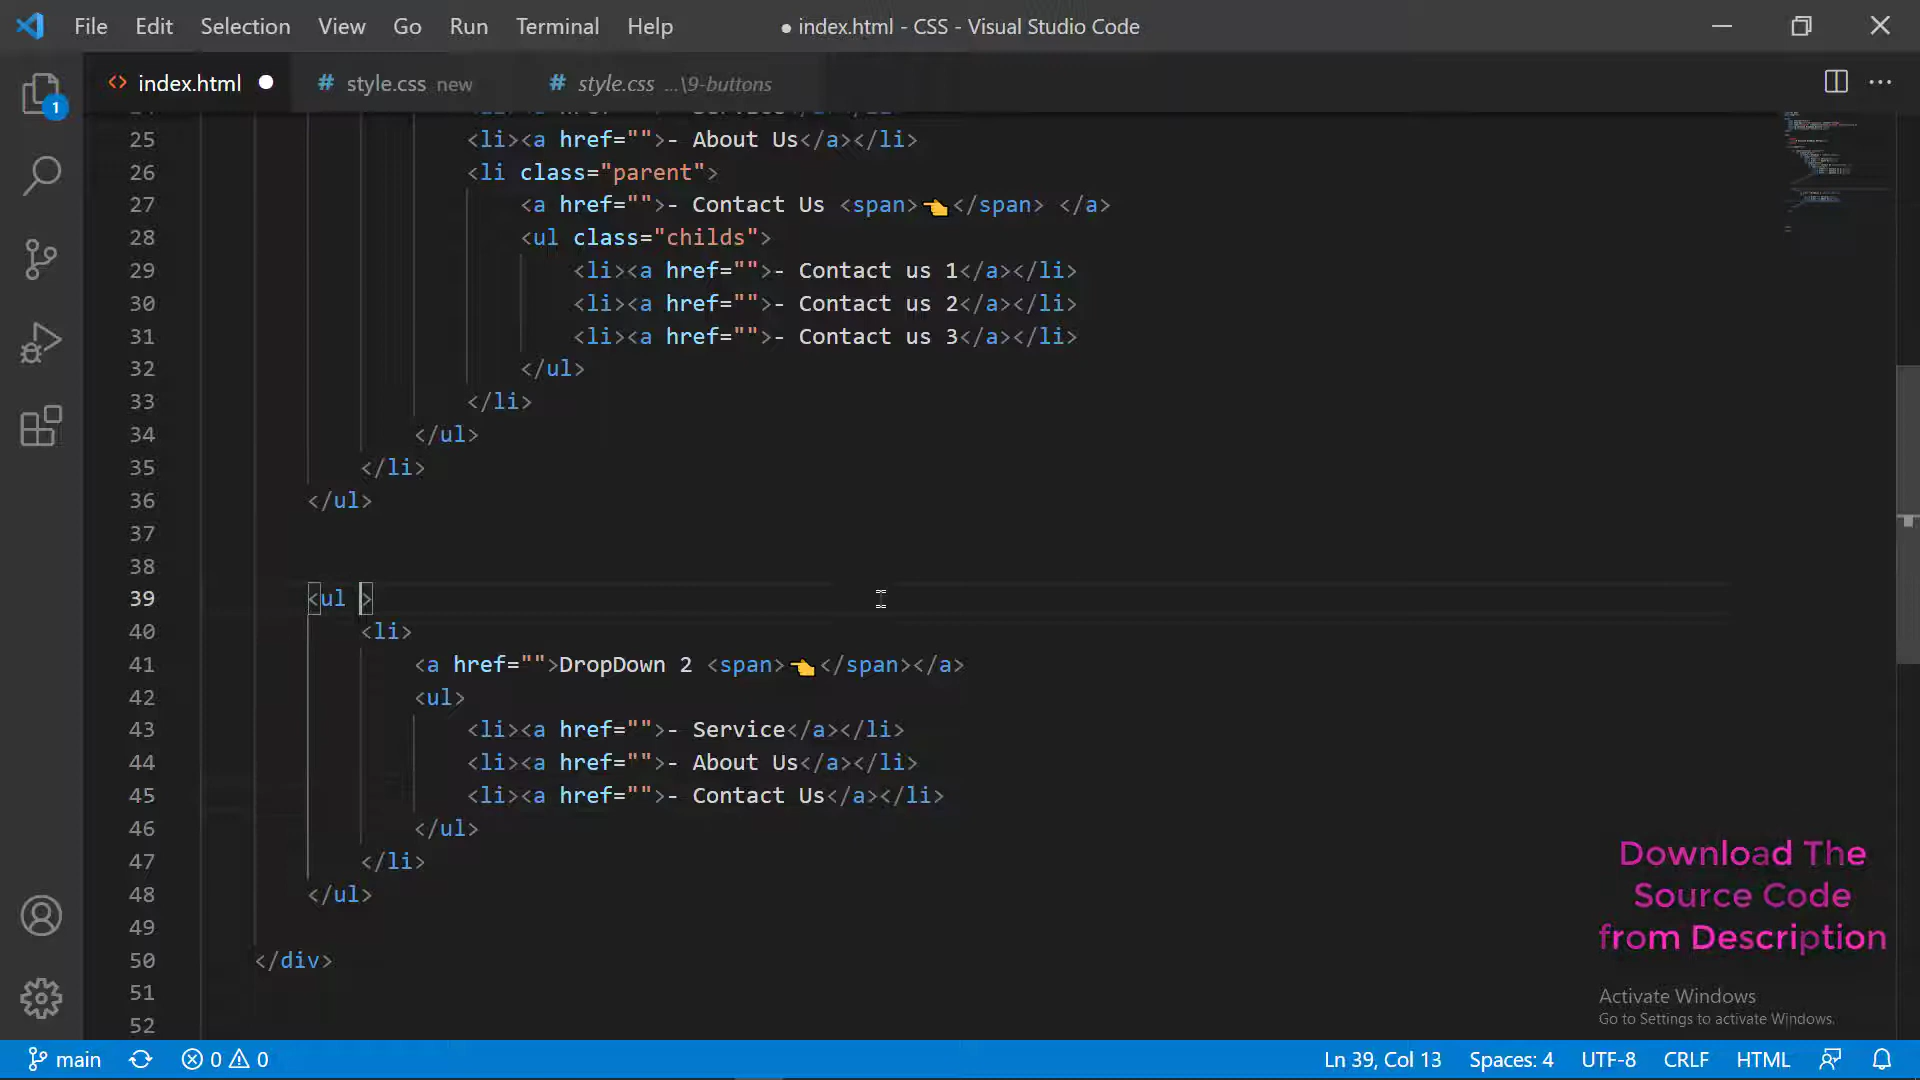 File Edit Selection View Go Run Terminal Help ● index.html - CSS - Visual Studio Code
index.html # style.css new # style.css ...\9-buttons
1
25 <li><a href="">- About Us</a></li>
26 <li class="parent">
27 <a href="">- Contact Us <span>👈</span> </a>
28 <ul class="childs">
29 <li><a href="">- Contact us 1</a></li>
30 <li><a href="">- Contact us 2</a></li>
31 <li><a href="">- Contact us 3</a></li>
32 </ul>
33 </li>
34 </ul>
35 </li>
36 </ul>
37
38
39 <ul >
40 <li>
41 <a href="">DropDown 2 <span>👈</span></a>
42 <ul>
43 <li><a href="">- Service</a></li>
44 <li><a href="">- About Us</a></li>
45 <li><a href="">- Contact Us</a></li>
46 </ul>
47 </li>
48 </ul>
49
50 </div>
51
52
Download The
Source Code
from Description
Activate Windows
Go to Settings to activate Windows.
main 0 0 Ln 39, Col 13 Spaces: 4 UTF-8 CRLF HTML